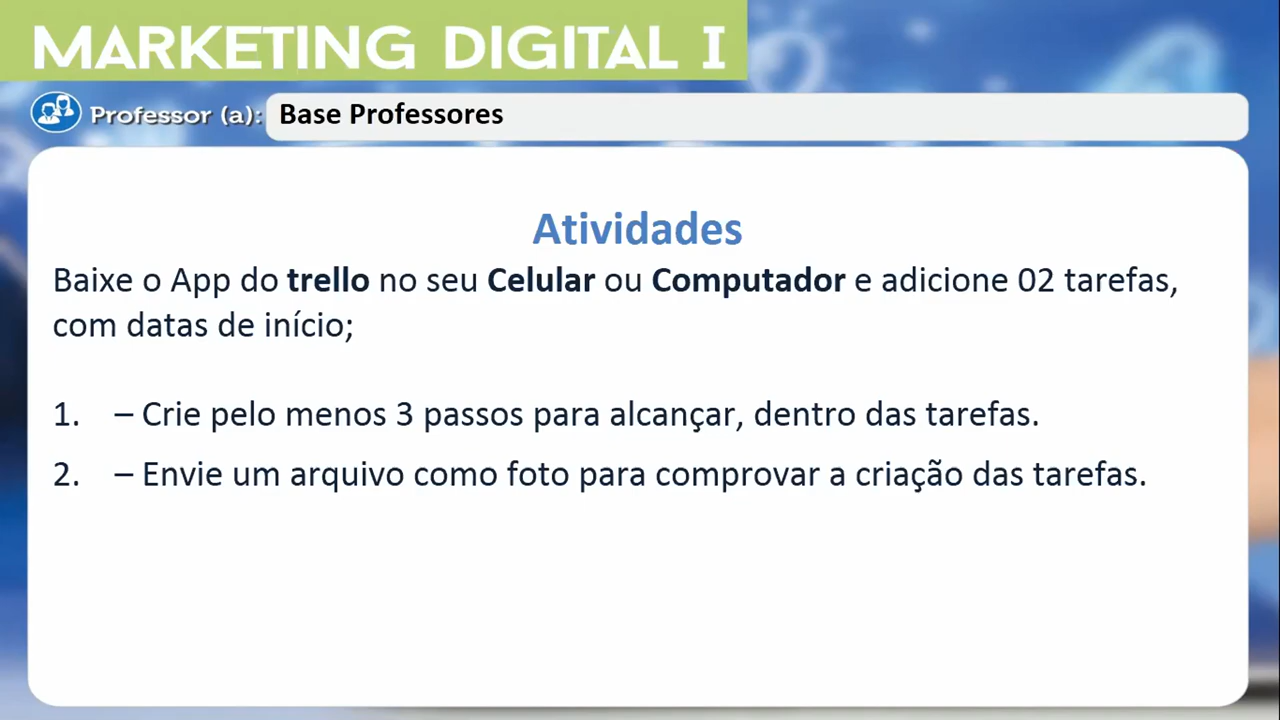 MARKETING DIGITAL I
Professor (a): Base Professores
Atividades
Baixe o App do trello no seu Celular ou Computador e adicione 02 tarefas,
com datas de início;
1. – Crie pelo menos 3 passos para alcançar, dentro das tarefas.
2. – Envie um arquivo como foto para comprovar a criação das tarefas.